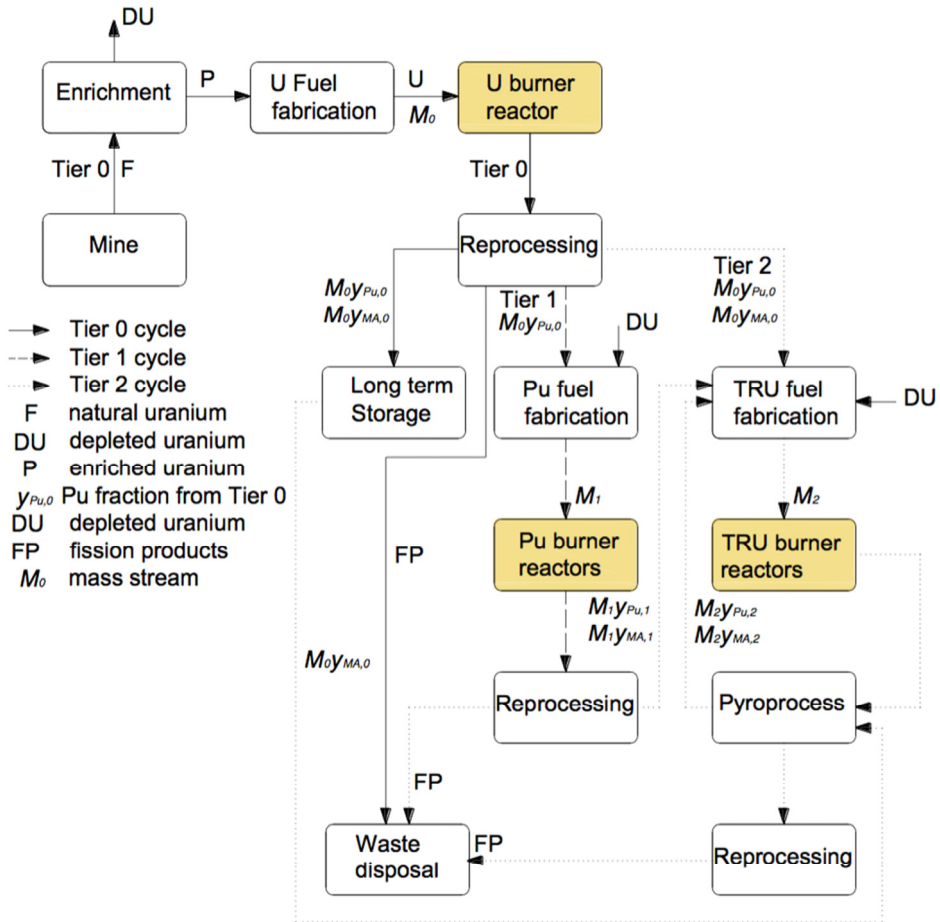 DU
Enrichment
P
U Fuel
fabrication
U
M₀
U burner
reactor
Tier 0 F
Tier 0
Mine
Reprocessing
M₀yPu,0
M₀yMA,0
Tier 1
M₀yPu,0
DU
Tier 2
M₀yPu,0
M₀yMA,0
Tier 0 cycle
Tier 1 cycle
Tier 2 cycle
F natural uranium
DU depleted uranium
P enriched uranium
yPu,0 Pu fraction from Tier 0
DU depleted uranium
FP fission products
M₀ mass stream
Long term
Storage
Pu fuel
fabrication
TRU fuel
fabrication
DU
M₁
M₂
Pu burner
reactors
TRU burner
reactors
FP
M₁yPu,1
M₁yMA,1
M₂yPu,2
M₂yMA,2
M₀yMA,0
Reprocessing
Pyroprocess
FP
Waste
disposal
FP
Reprocessing